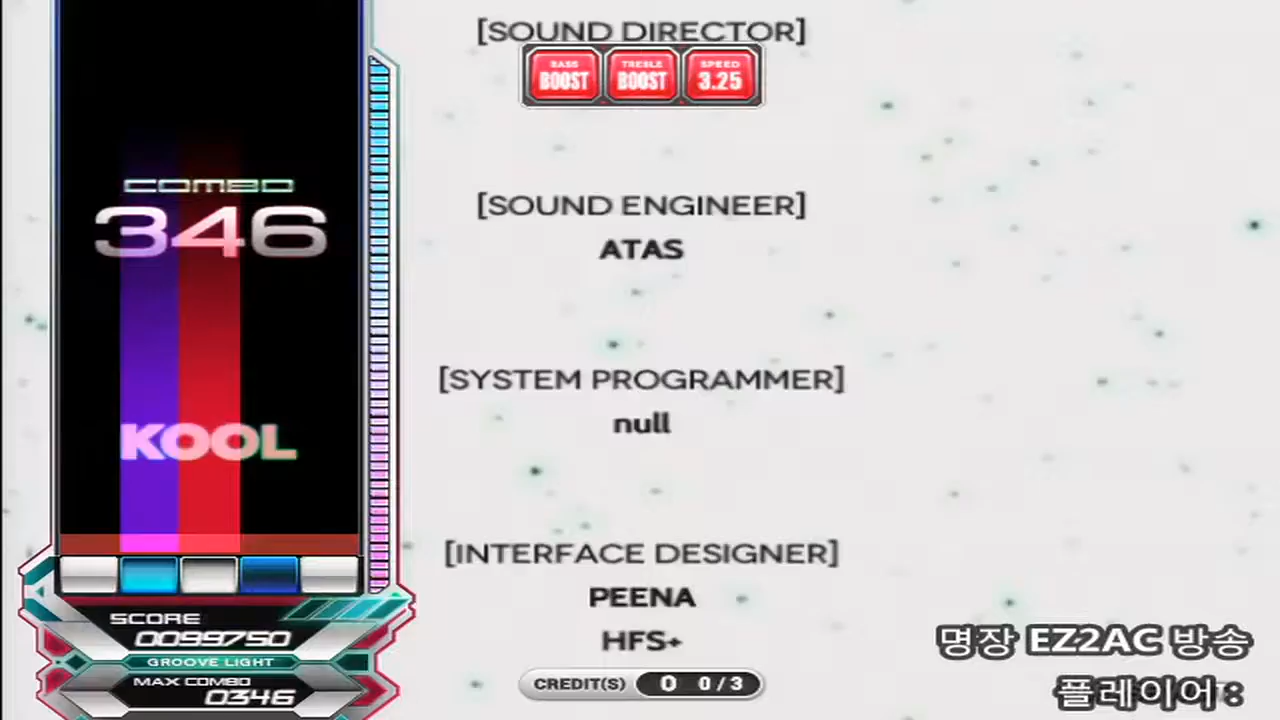 [SOUND DIRECTOR]
BASS BOOST
TREBLE BOOST
SPEED 3.25
COMBO
346
[SOUND ENGINEER]
ATAS
[SYSTEM PROGRAMMER]
null
KOOL
[INTERFACE DESIGNER]
PEENA
HFS+
SCORE
0099750
GROOVE LIGHT
MAX COMBO
0346
CREDIT(S) 0 0/3
명장 EZ2AC 방송
플레이어 :